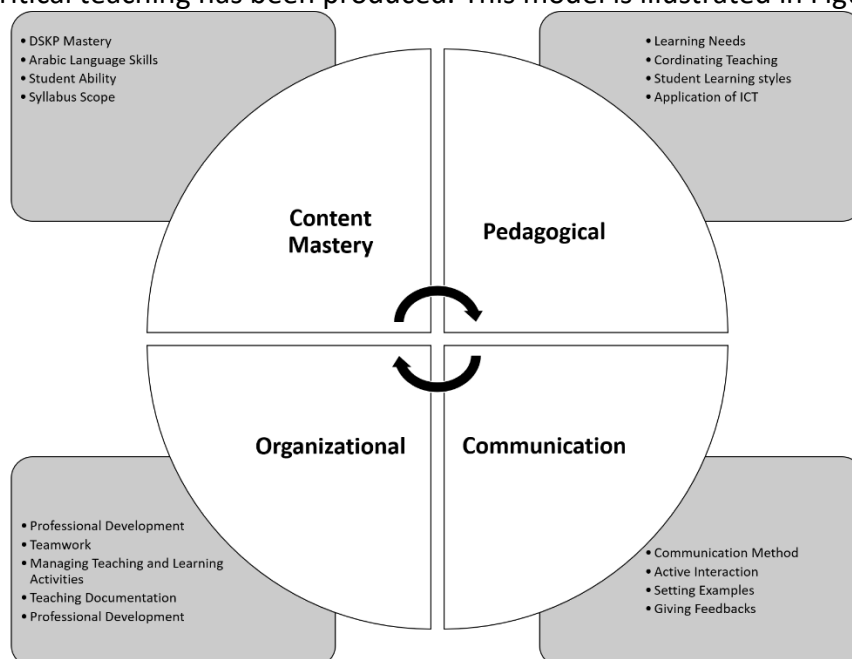 ritical teaching has been produced. This model is illustrated in Figu
• DSKP Mastery
• Arabic Language Skills
• Student Ability
• Syllabus Scope
• Learning Needs
• Cordinating Teaching
• Student Learning styles
• Application of ICT
Content
Mastery
Pedagogical
Organizational
Communication
• Professional Development
• Teamwork
• Managing Teaching and Learning
Activities
• Teaching Documentation
• Professional Development
• Communication Method
• Active Interaction
• Setting Examples
• Giving Feedbacks